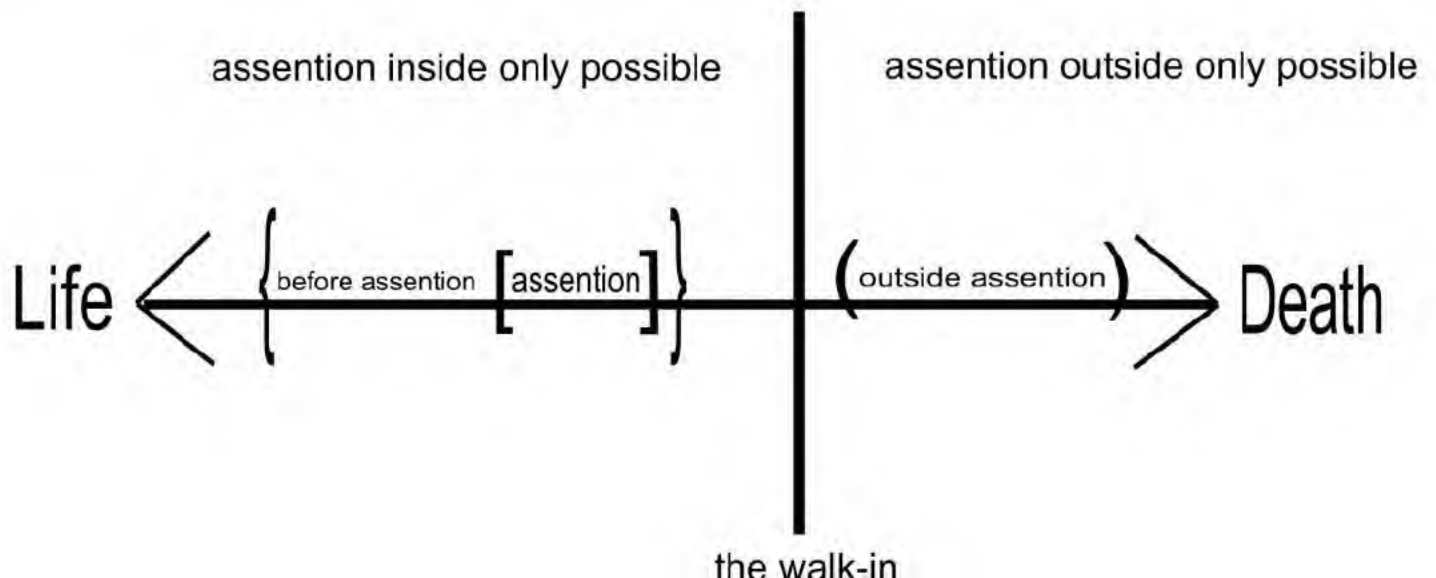 assention inside only possible
assention outside only possible
Life
{before assention [assention]}
(outside assention)
Death
the walk-in